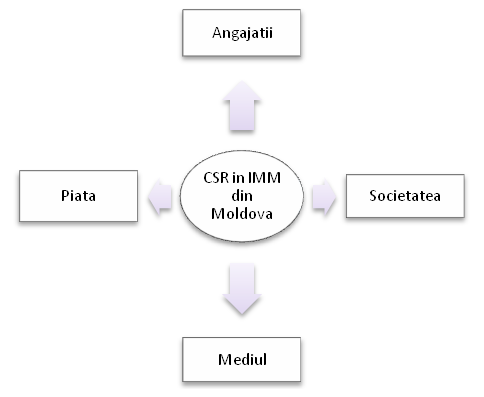 Angajatii
Piata
CSR in IMM
din
Moldova
Societatea
Mediul